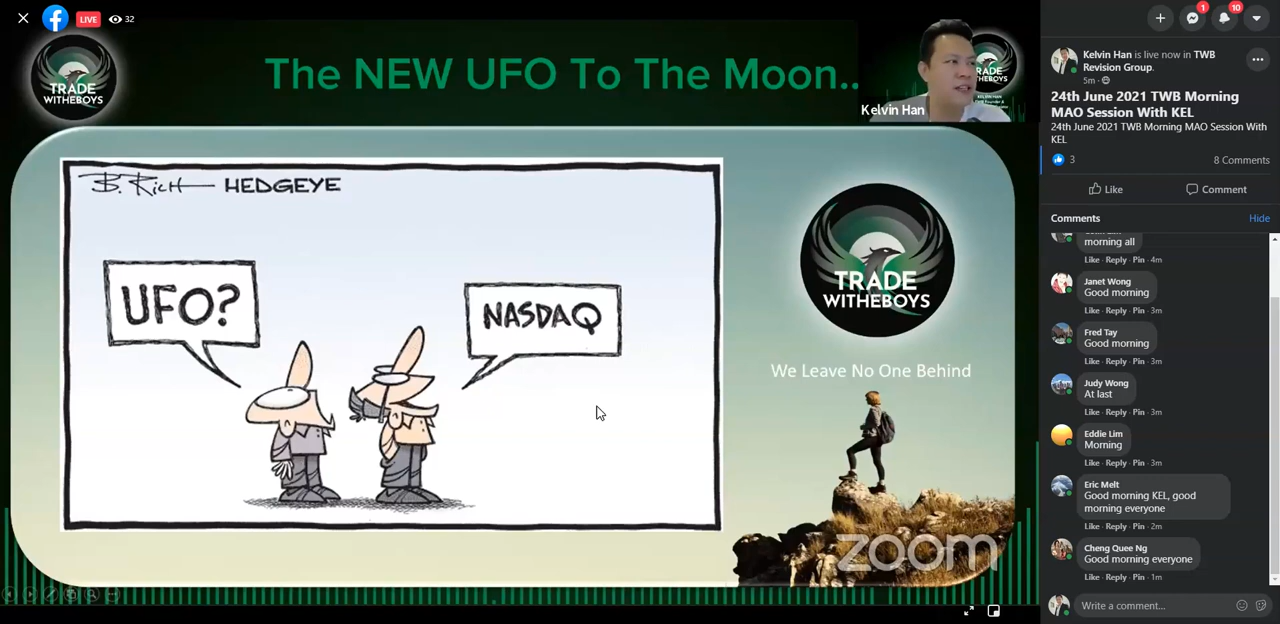 LIVE
32
TRADE
WITHEBOYS
The NEW UFO To The Moon..
RADE
HEBOYS
Kelvin Han
B. RICH HEDGEYE
UFO?
NASDAQ
TRADE
WITHEBOYS
We Leave No One Behind
zoom
1
10
Kelvin Han is live now in TWB
Revision Group.
5m ·
24th June 2021 TWB Morning
MAO Session With KEL
24th June 2021 TWB Morning MAO Session With
KEL
3
8 Comments
Like
Comment
Comments
Hide
morning all
Like · Reply · Pin · 4m
Janet Wong
Good morning
Like · Reply · Pin · 3m
Fred Tay
Good morning
Like · Reply · Pin · 3m
Judy Wong
At last
Like · Reply · Pin · 3m
Eddie Lim
Morning
Like · Reply · Pin · 3m
Eric Melt
Good morning KEL, good
morning everyone
Like · Reply · Pin · 2m
Cheng Quee Ng
Good morning everyone
Like · Reply · Pin · 1m
Write a comment...